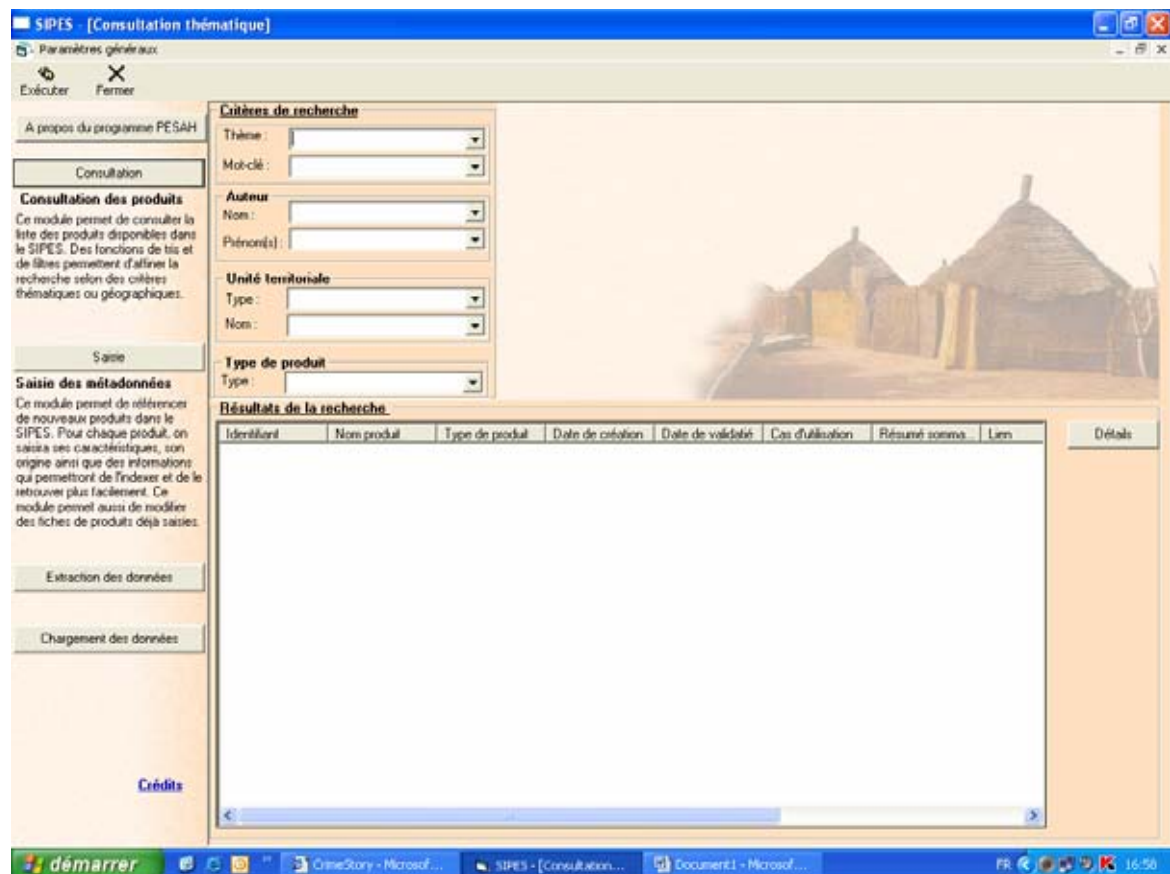 SIPES - [Consultation thématique]
Paramètres généraux
Exécuter Fermer
A propos du programme PESAH
Consultation
Consultation des produits
Ce module permet de consulter la
liste des produits disponibles dans
le SIPES. Des fonctions de tris et
de filtres permettent d'affiner la
recherche selon des critères
thématiques ou géographiques.
Saisie
Saisie des métadonnées
Ce module permet de référencer
de nouveaux produits dans le
SIPES. Pour chaque produit, on
saisira ses caractéristiques, son
origine ainsi que des informations
qui permettront de l'indexer et de le
retrouver plus facilement. Ce
module permet aussi de modifier
des fiches de produits déjà saisies.
Extraction des données
Chargement des données
Crédits
Critères de recherche
Thème :
Mot-clé :
Auteur
Nom :
Prénom(s) :
Unité territoriale
Type :
Nom :
Type de produit
Type :
Résultats de la recherche
Identifiant Nom produit Type de produit Date de création Date de validatié Cas d'utilisation Résumé somma... Lien
Détails
démarrer CrimeStory - Microsof... SIPES - [Consultation... Document1 - Microsof... FR 16:58